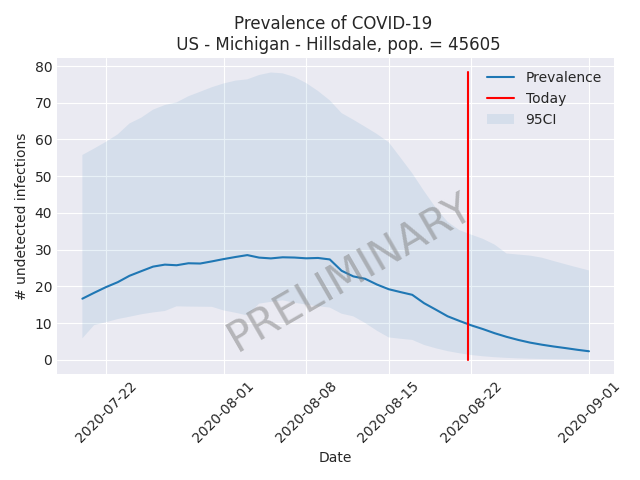 Prevalence of COVID-19
US - Michigan - Hillsdale, pop. = 45605
# undetected infections
80
70
60
50
40
30
20
10
0
Prevalence
Today
95CI
PRELIMINARY
2020-07-22
2020-08-01
2020-08-08
2020-08-15
2020-08-22
2020-09-01
Date